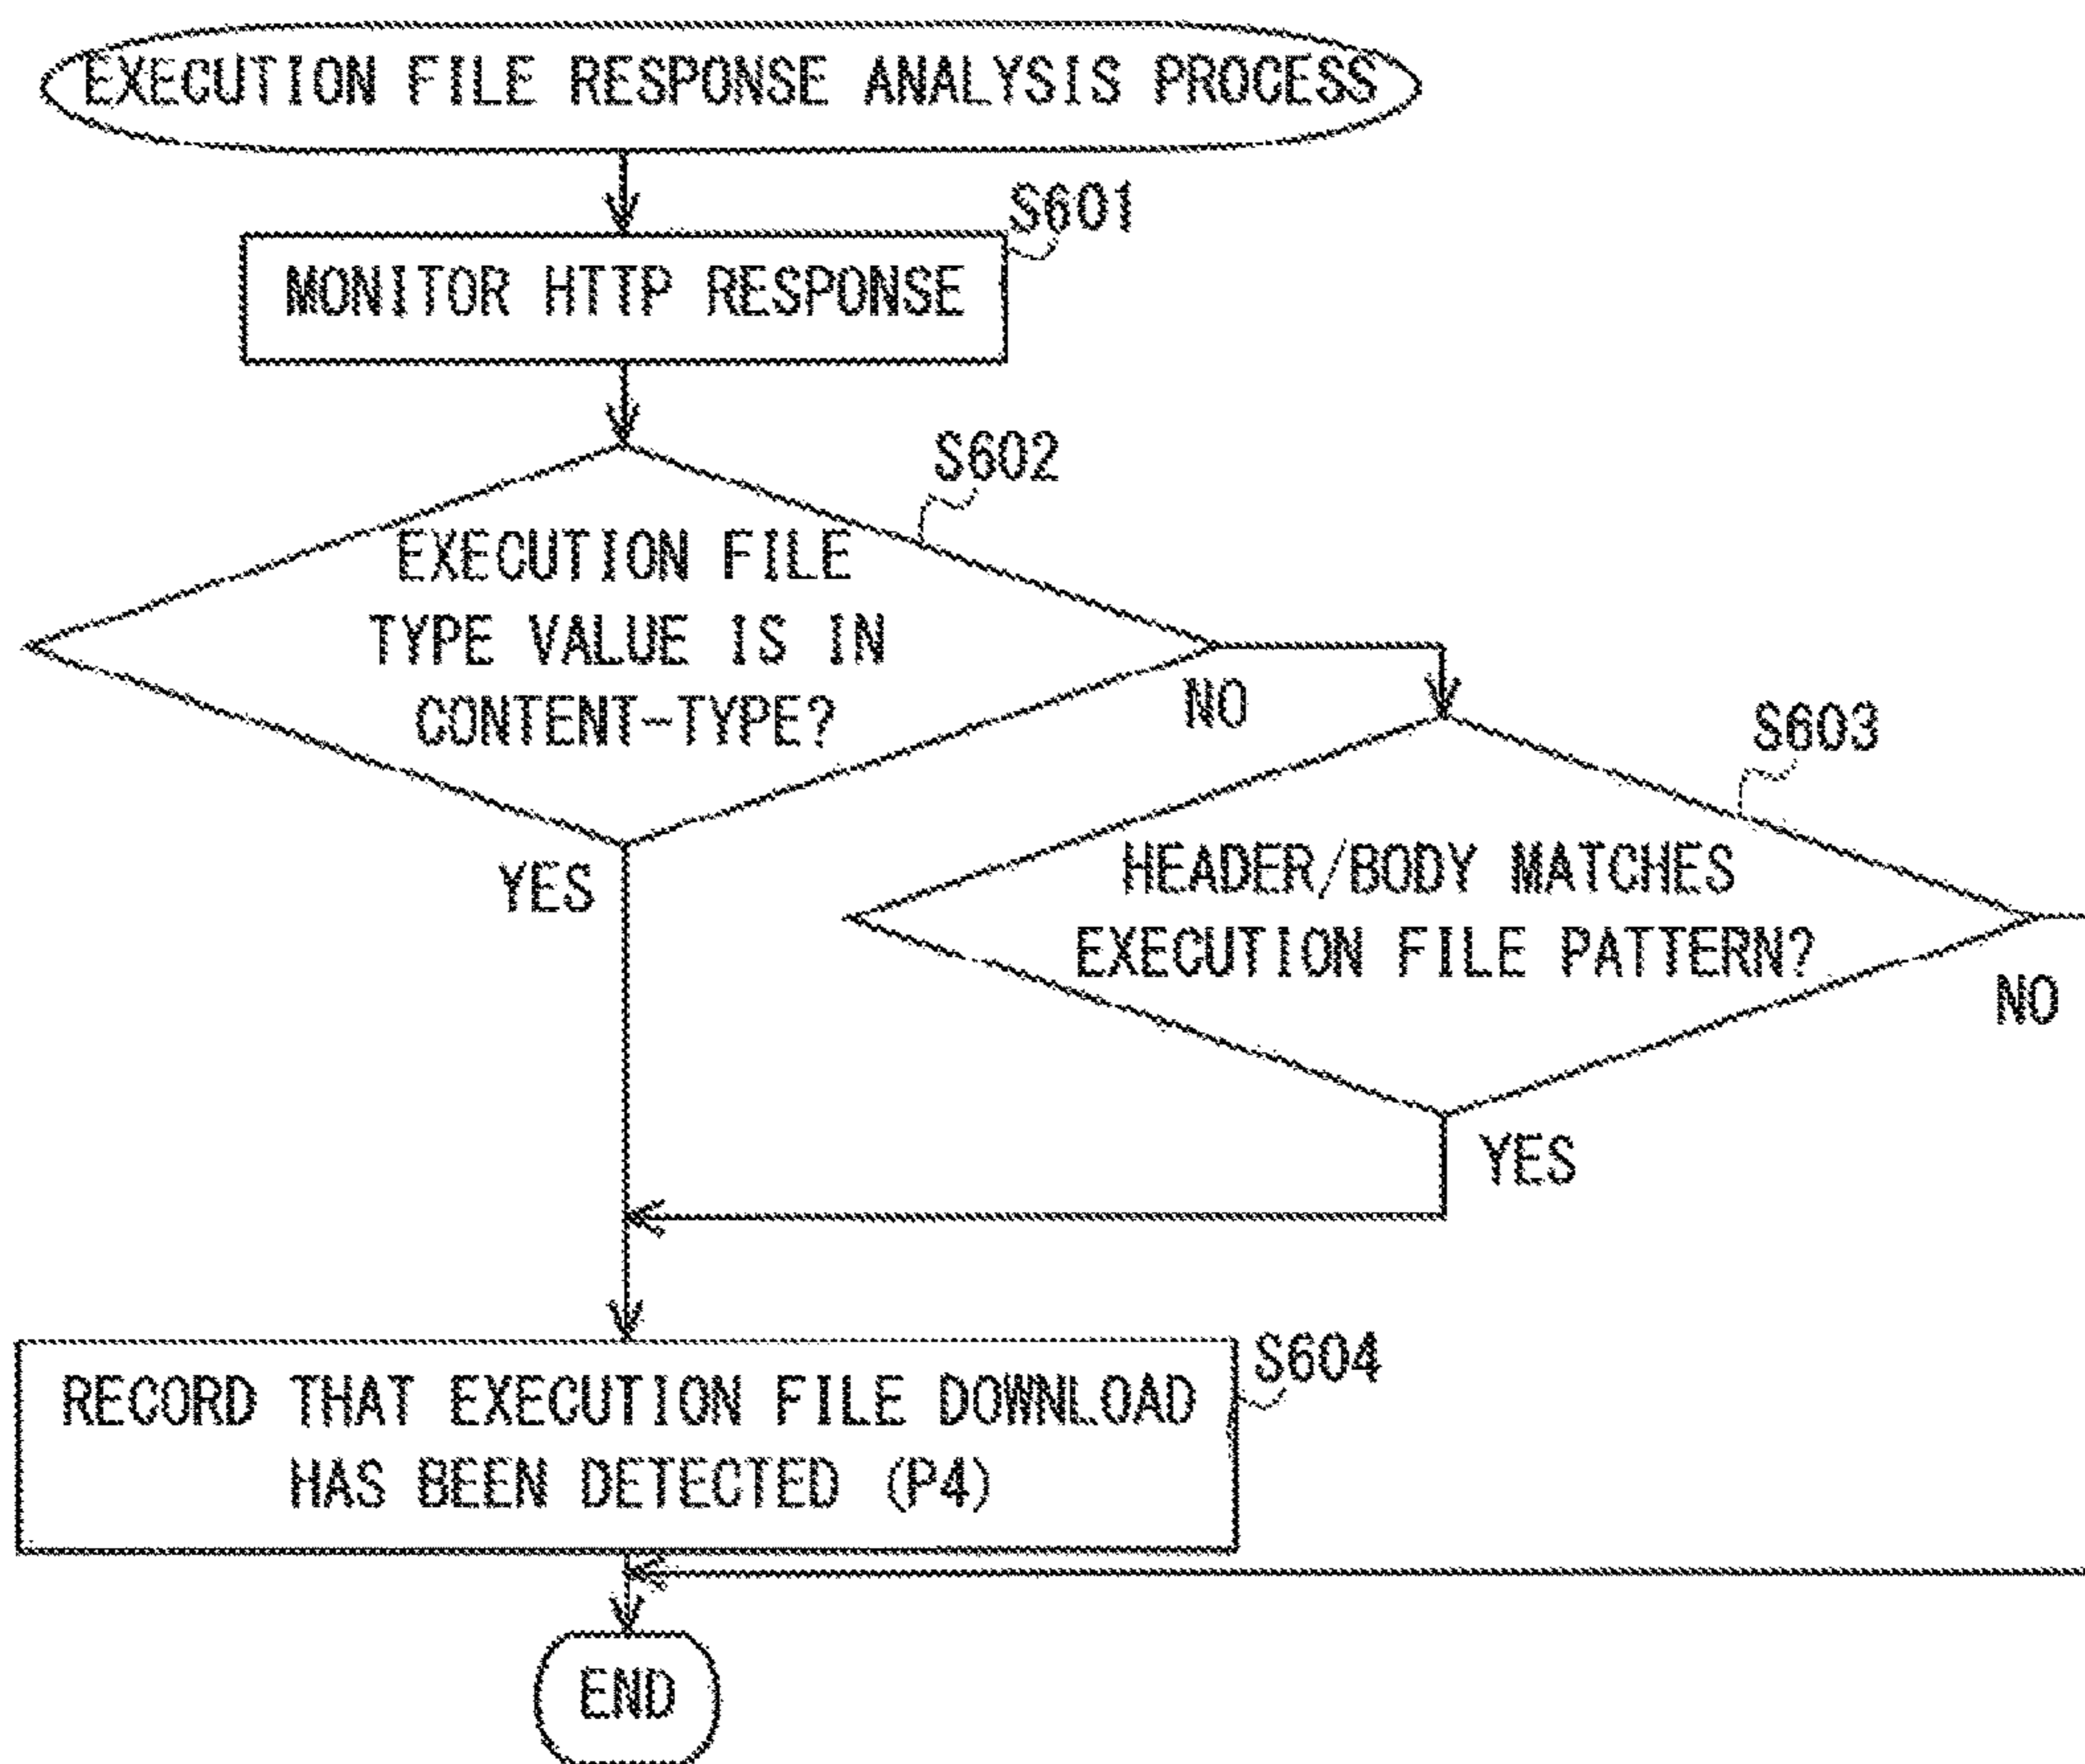 EXECUTION FILE RESPONSE ANALYSIS PROCESS
S601
MONITOR HTTP RESPONSE
S602
EXECUTION FILE
TYPE VALUE IS IN
CONTENT-TYPE?
NO
YES
S603
HEADER/BODY MATCHES
EXECUTION FILE PATTERN?
NO
YES
S604
RECORD THAT EXECUTION FILE DOWNLOAD
HAS BEEN DETECTED (P4)
END